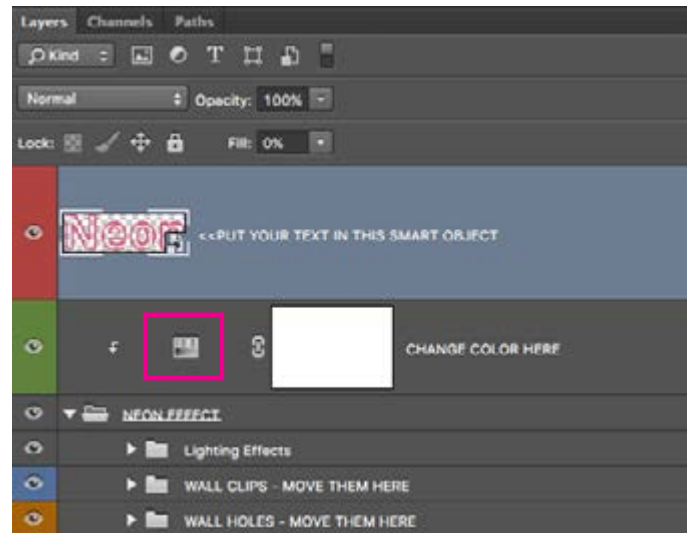 Layers Channels Paths
Kind T
Normal Opacity: 100%
Lock: Fill: 0%
Neon <<PUT YOUR TEXT IN THIS SMART OBJECT
CHANGE COLOR HERE
NEON EFFECT
Lighting Effects
WALL CLIPS - MOVE THEM HERE
WALL HOLES - MOVE THEM HERE